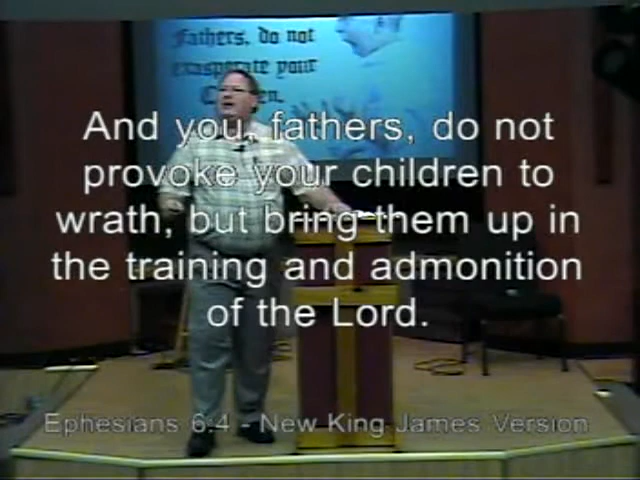 Fathers, do not
exasperate your
And you, fathers, do not
provoke your children to
wrath, but bring them up in
the training and admonition
of the Lord.
Ephesians 6:4 - New King James Version